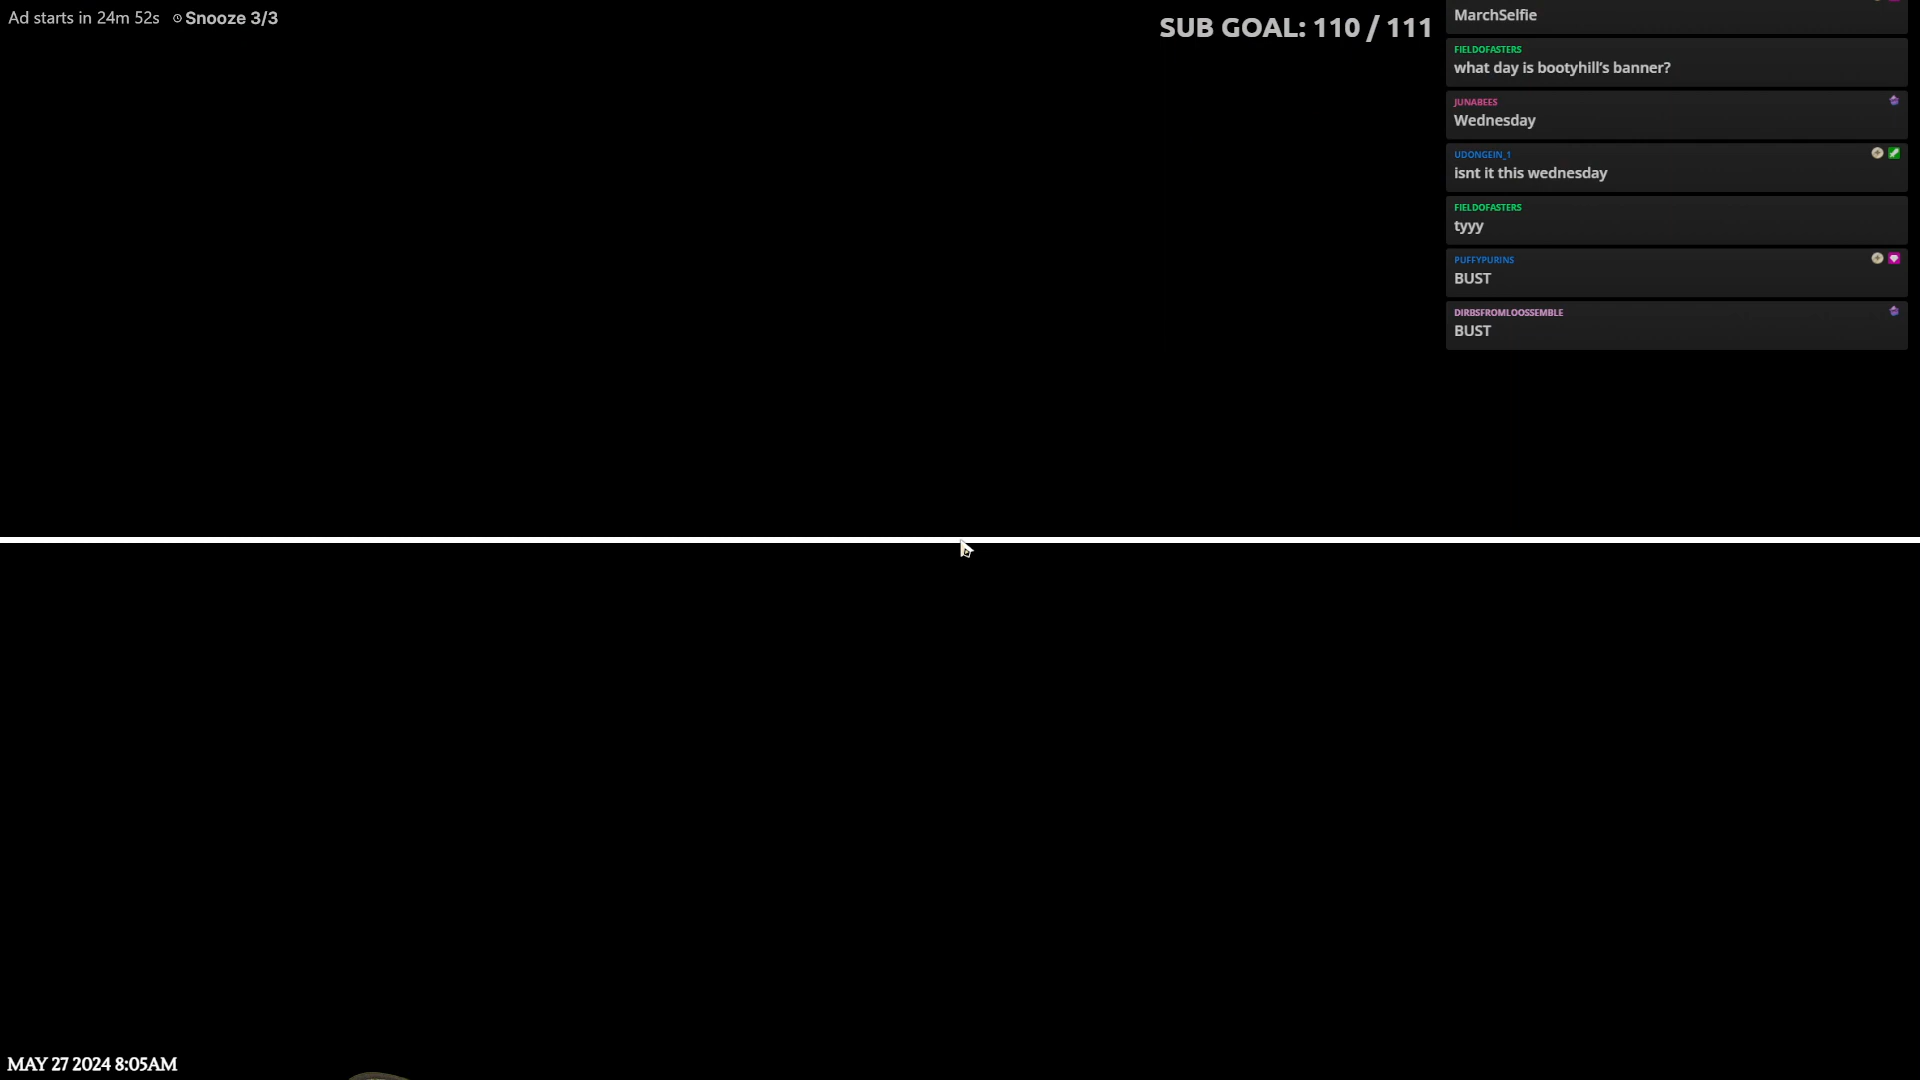 Ad starts in 24m 52s Snooze 3/3
SUB GOAL: 110 / 111
MarchSelfie
FIELDOFASTERS
what day is bootyhill's banner?
JUNABEES
Wednesday
UDONGEIN_1
isnt it this wednesday
FIELDOFASTERS
tyyy
PUFFYPURINS
BUST
DIRBSFROMLOOSSEMBLE
BUST
MAY 27 2024 8:05AM